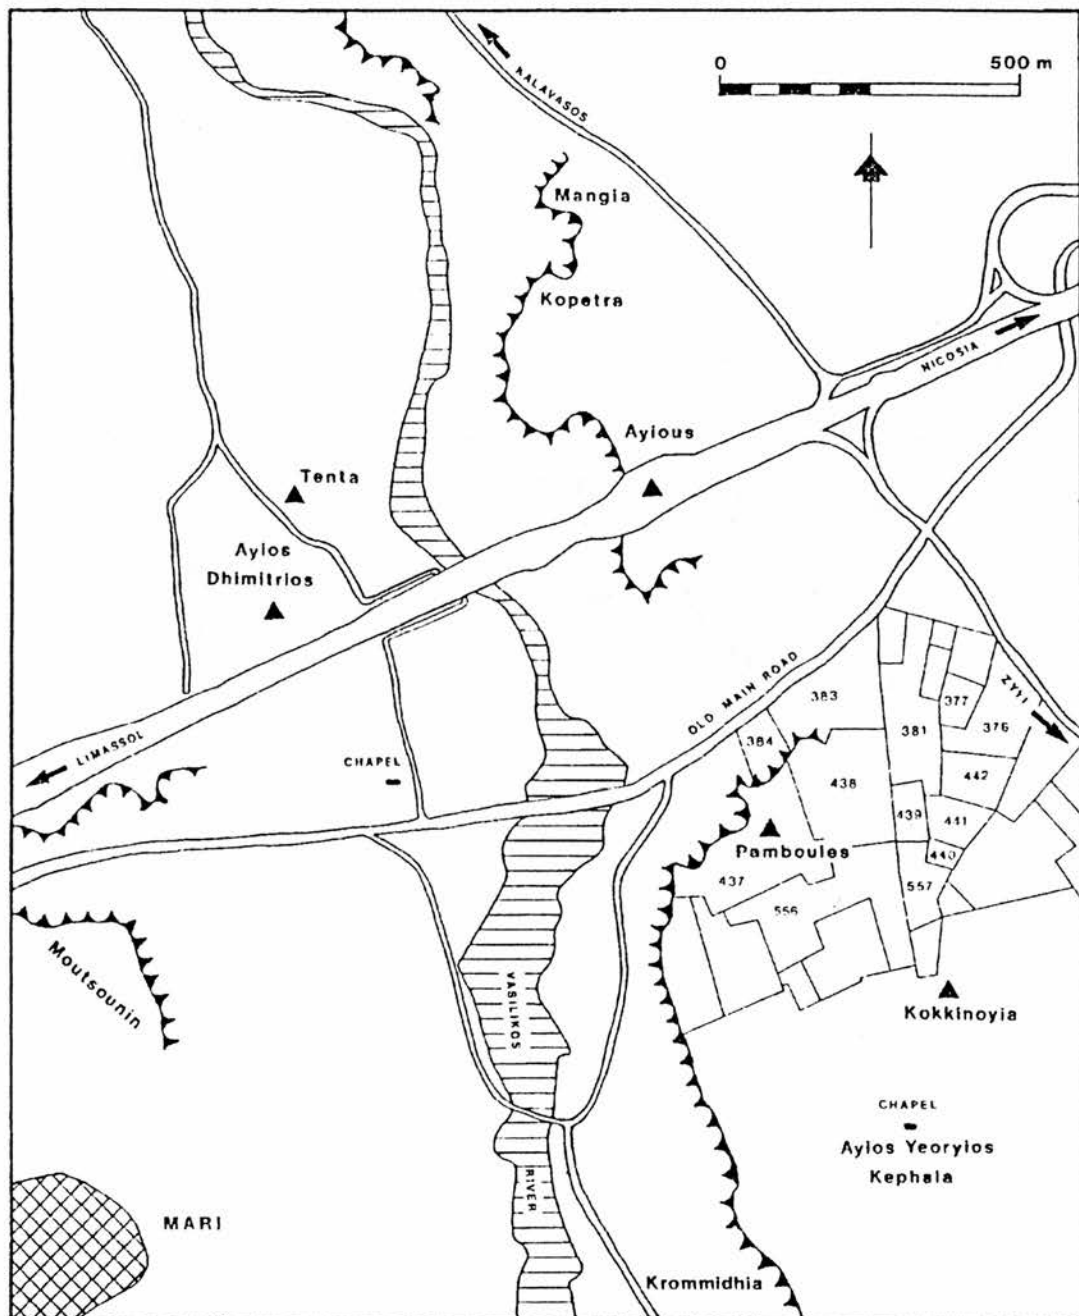 0 500 m
KALAVASOS
Mangia
Kopetra
NICOSIA
Ayious
Tenta
Ayios
Dhimitrios
OLD MAIN ROAD
ZYYI
383
377
381
376
384
LIMASSOL
CHAPEL
438
442
439
441
Pamboules
440
437
557
556
Moutsounin
VASILIKOS
Kokkinoyia
CHAPEL
Ayios Yeoryios
Kephala
RIVER
MARI
Krommidhia